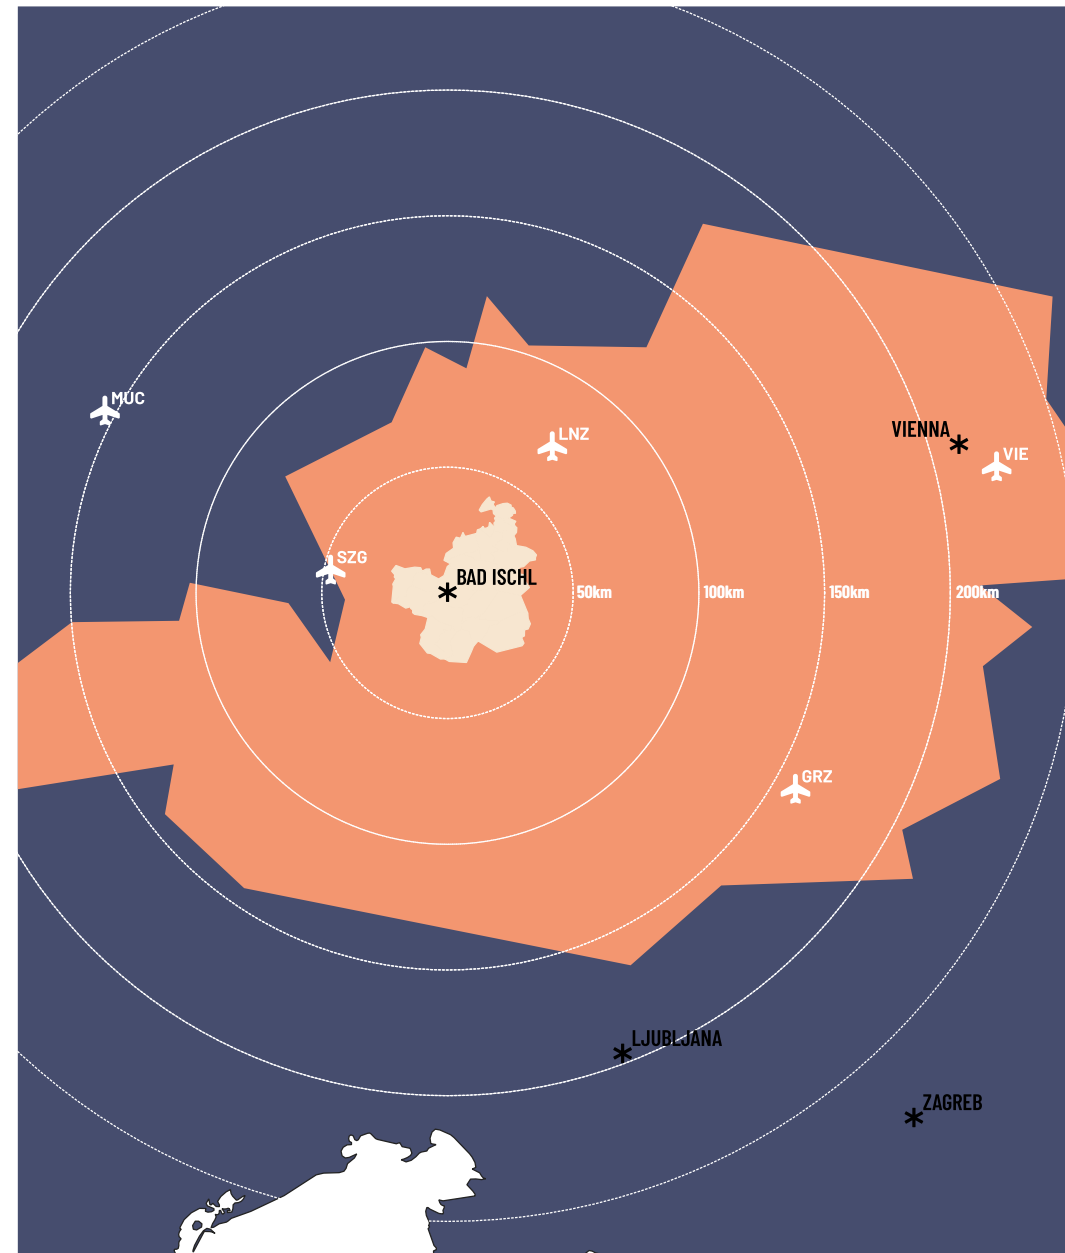 MUC
LNZ
VIENNA
VIE
SZG
BAD ISCHL
50km
100km
150km
200km
GRZ
LJUBLJANA
ZAGREB